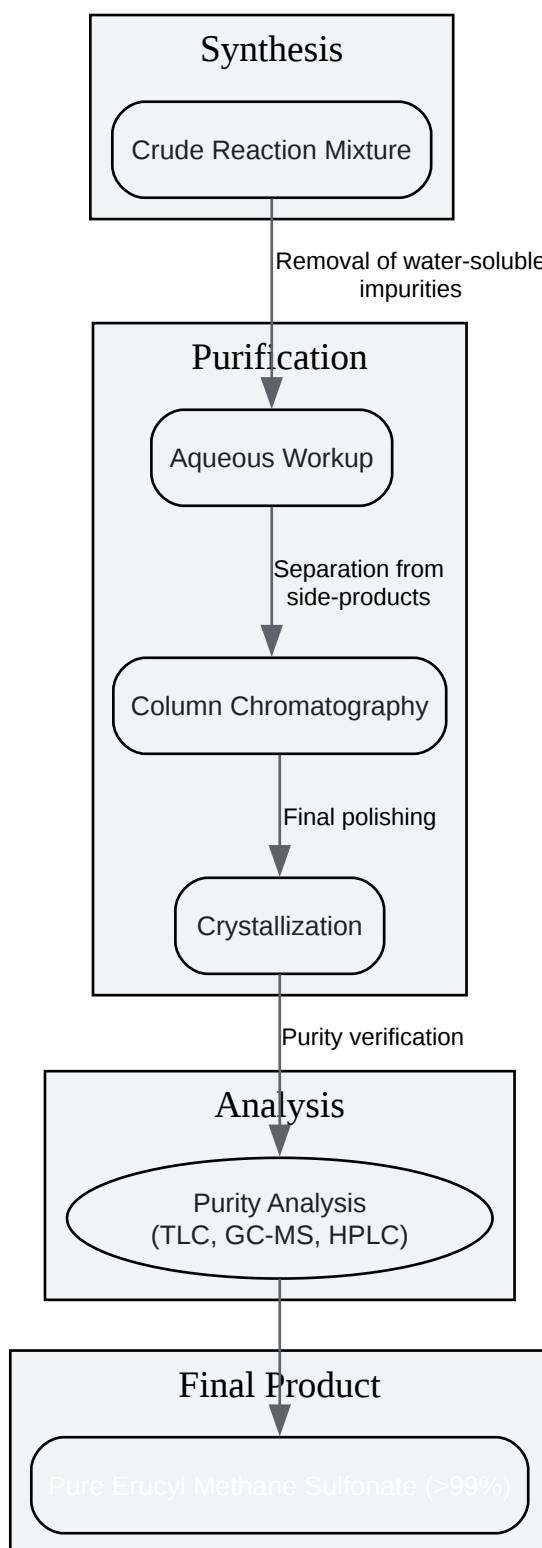 Synthesis
Crude Reaction Mixture
Removal of water-soluble
impurities
Purification
Aqueous Workup
Separation from
side-products
Column Chromatography
Final polishing
Crystallization
Purity verification
Analysis
Purity Analysis
(TLC, GC-MS, HPLC)
Final Product
Pure Erucyl Methane Sulfonate (>99%)